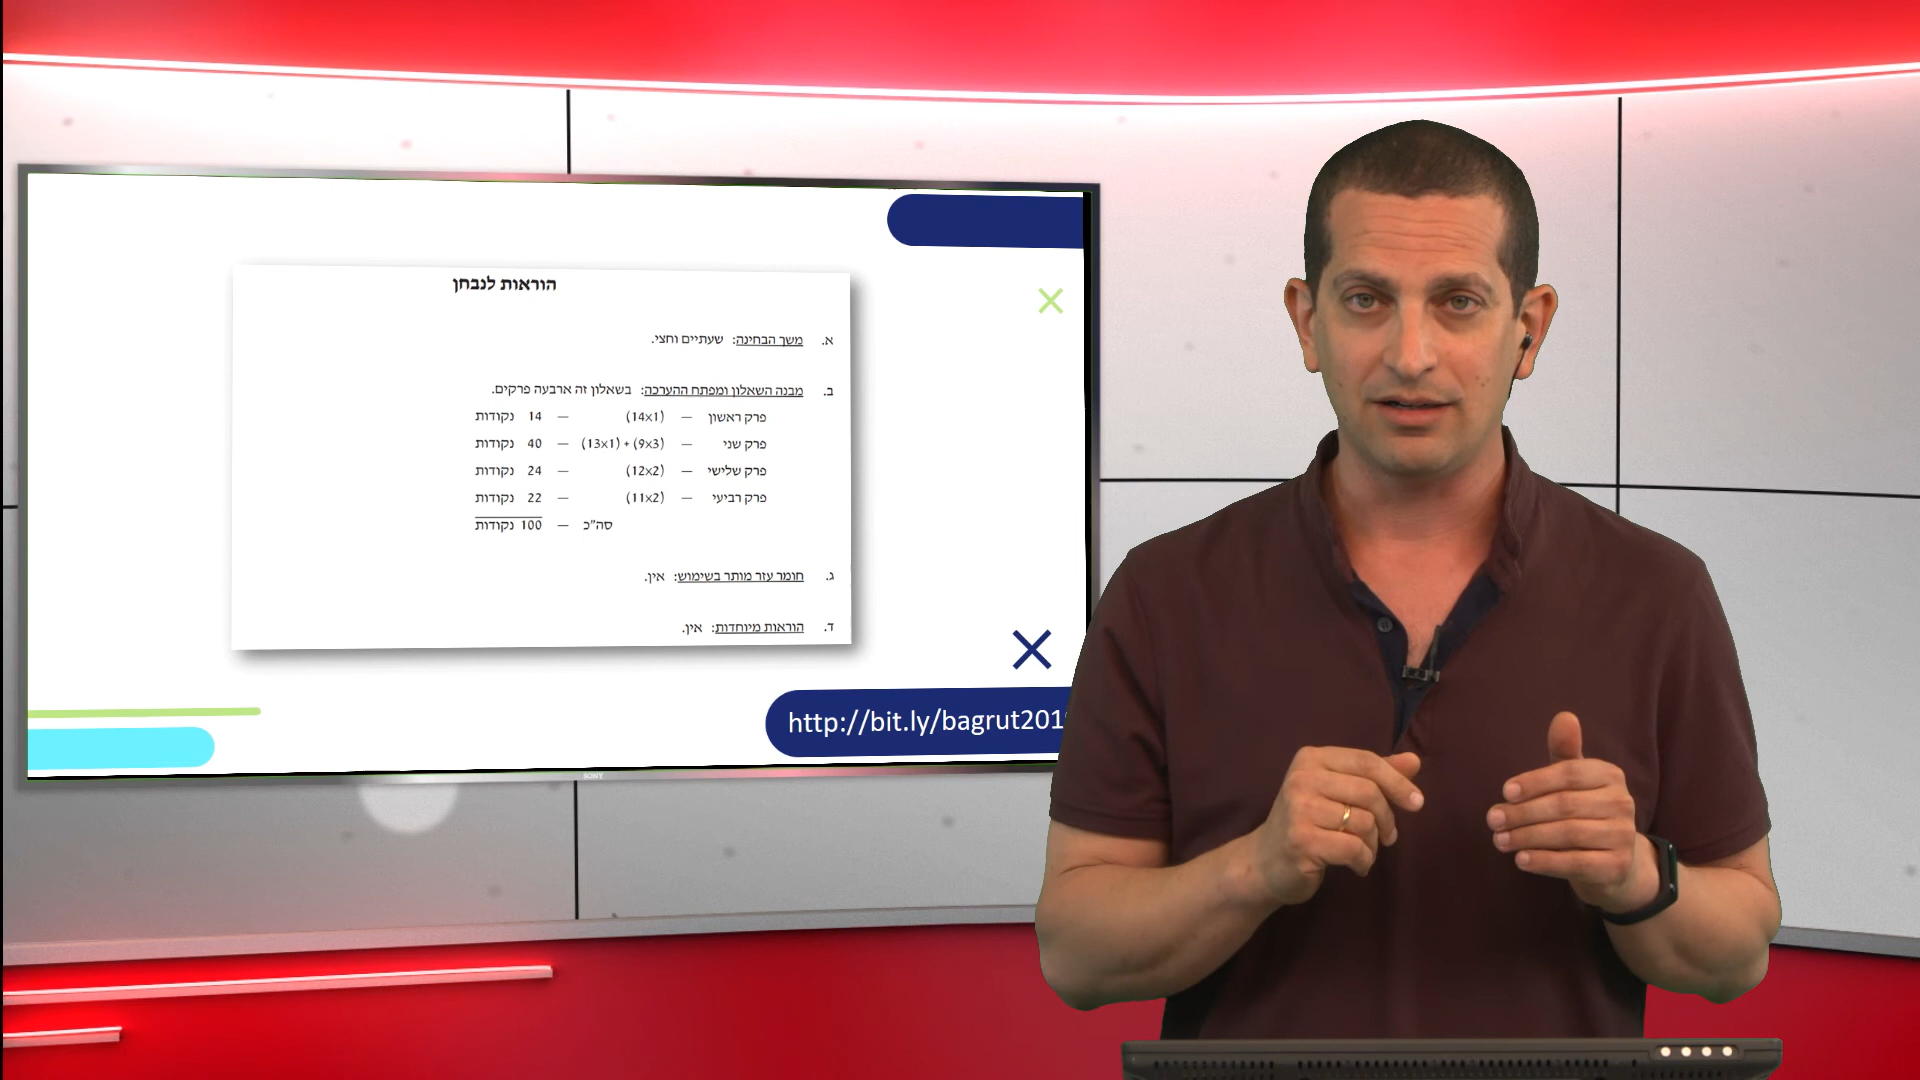 הוראות לנבחן
א. משך הבחינה: שעתיים וחצי.
ב. מבנה השאלון ומפתח ההערכה: בשאלון זה ארבעה פרקים.
פרק ראשון — (14x1) — 14 נקודות
פרק שני — (9x3) + (13x1) — 40 נקודות
פרק שלישי — (12x2) — 24 נקודות
פרק רביעי — (11x2) — 22 נקודות
סה"כ — 100 נקודות
ג. חומר עזר מותר בשימוש: אין.
ד. הוראות מיוחדות: אין.
http://bit.ly/bagrut201
SONY